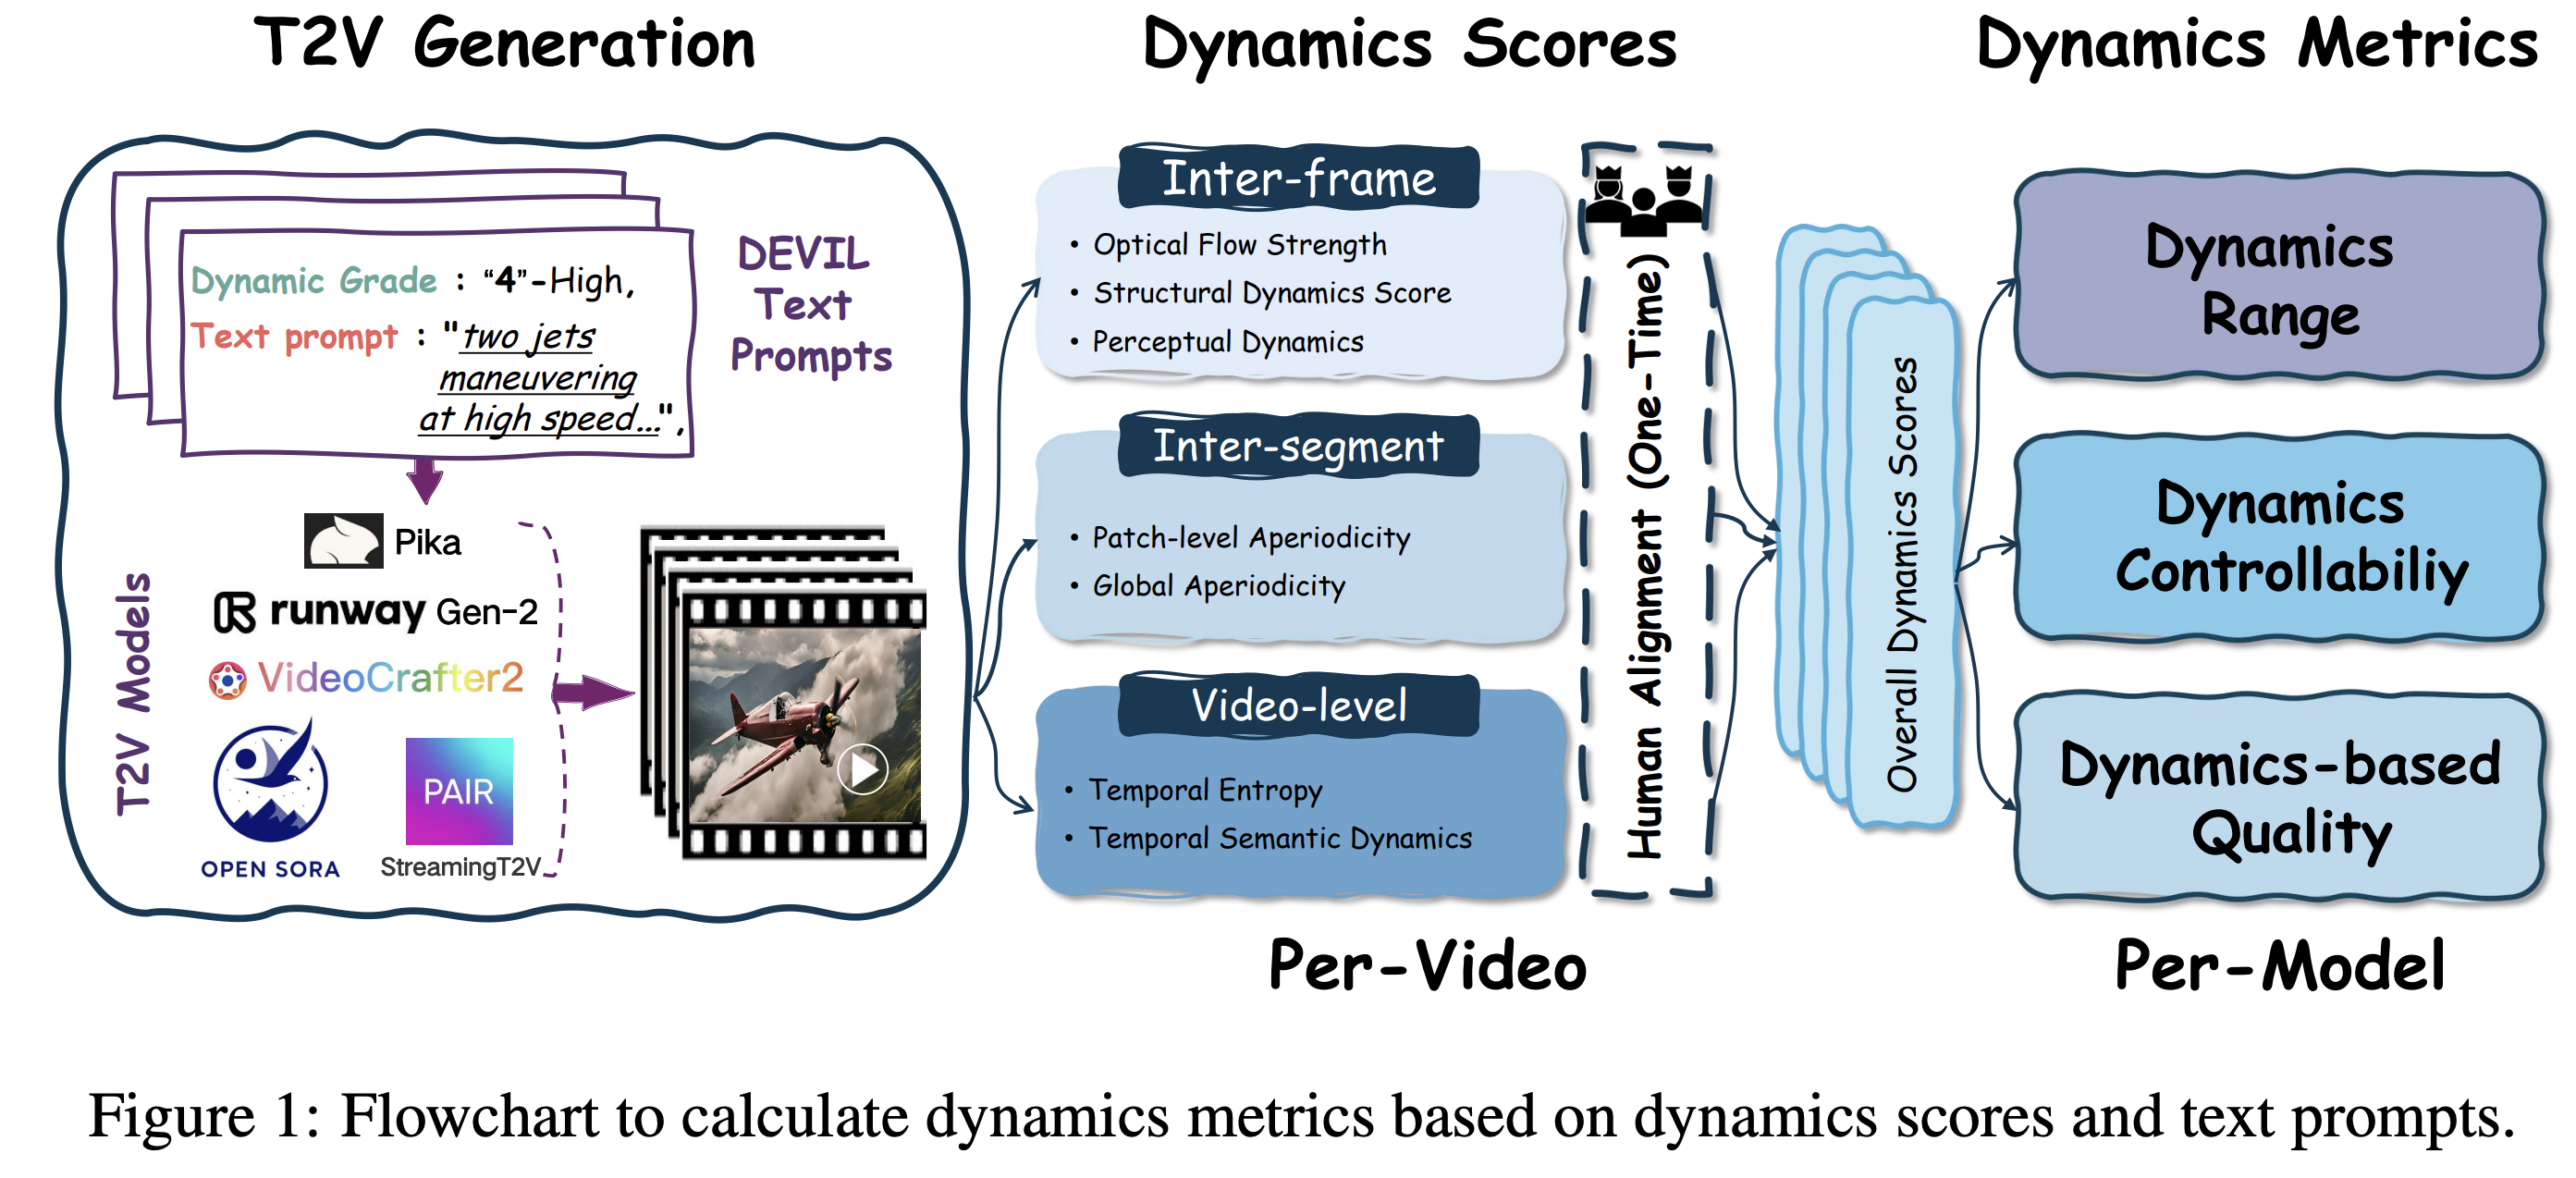 T2V Generation
Dynamic Grade : “4”-High,
Text prompt : "two jets
maneuvering
at high speed...",
DEVIL
Text
Prompts
T2V Models
Pika
runway Gen-2
VideoCrafter2
OPEN SORA
PAIR
StreamingT2V
Dynamics Scores
Inter-frame
• Optical Flow Strength
• Structural Dynamics Score
• Perceptual Dynamics
Inter-segment
• Patch-level Aperiodicity
• Global Aperiodicity
Video-level
• Temporal Entropy
• Temporal Semantic Dynamics
Human Alignment (One-Time)
Per-Video
Overall Dynamics Scores
Dynamics Metrics
Dynamics
Range
Dynamics
Controllabiliy
Dynamics-based
Quality
Per-Model
Figure 1: Flowchart to calculate dynamics metrics based on dynamics scores and text prompts.